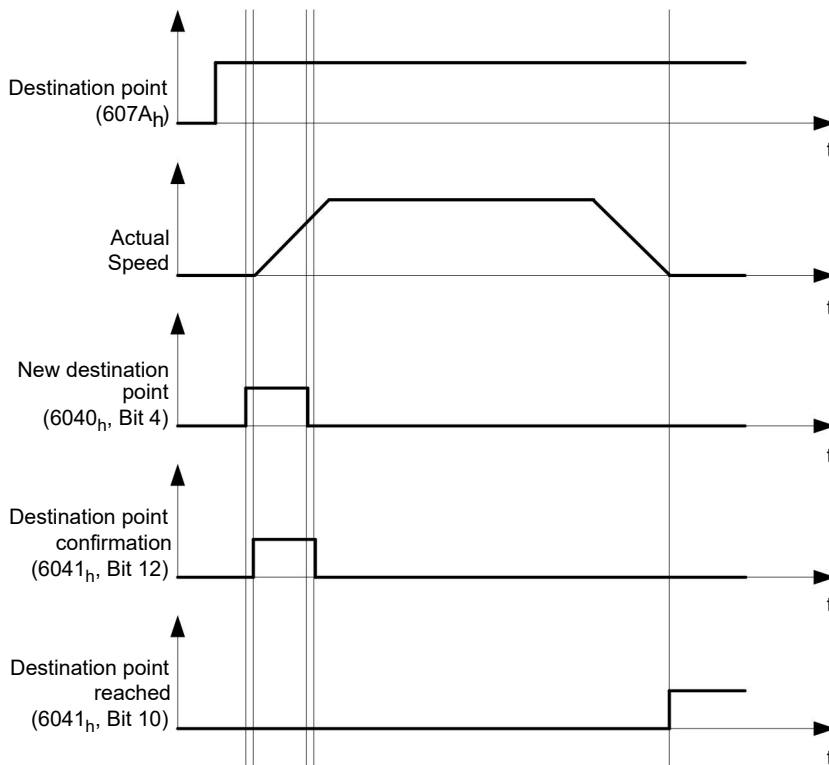 Destination point
(607Ah)
t
Actual
Speed
t
New destination
point
(6040h, Bit 4)
t
Destination point
confirmation
(6041h, Bit 12)
t
Destination point
reached
(6041h, Bit 10)
t